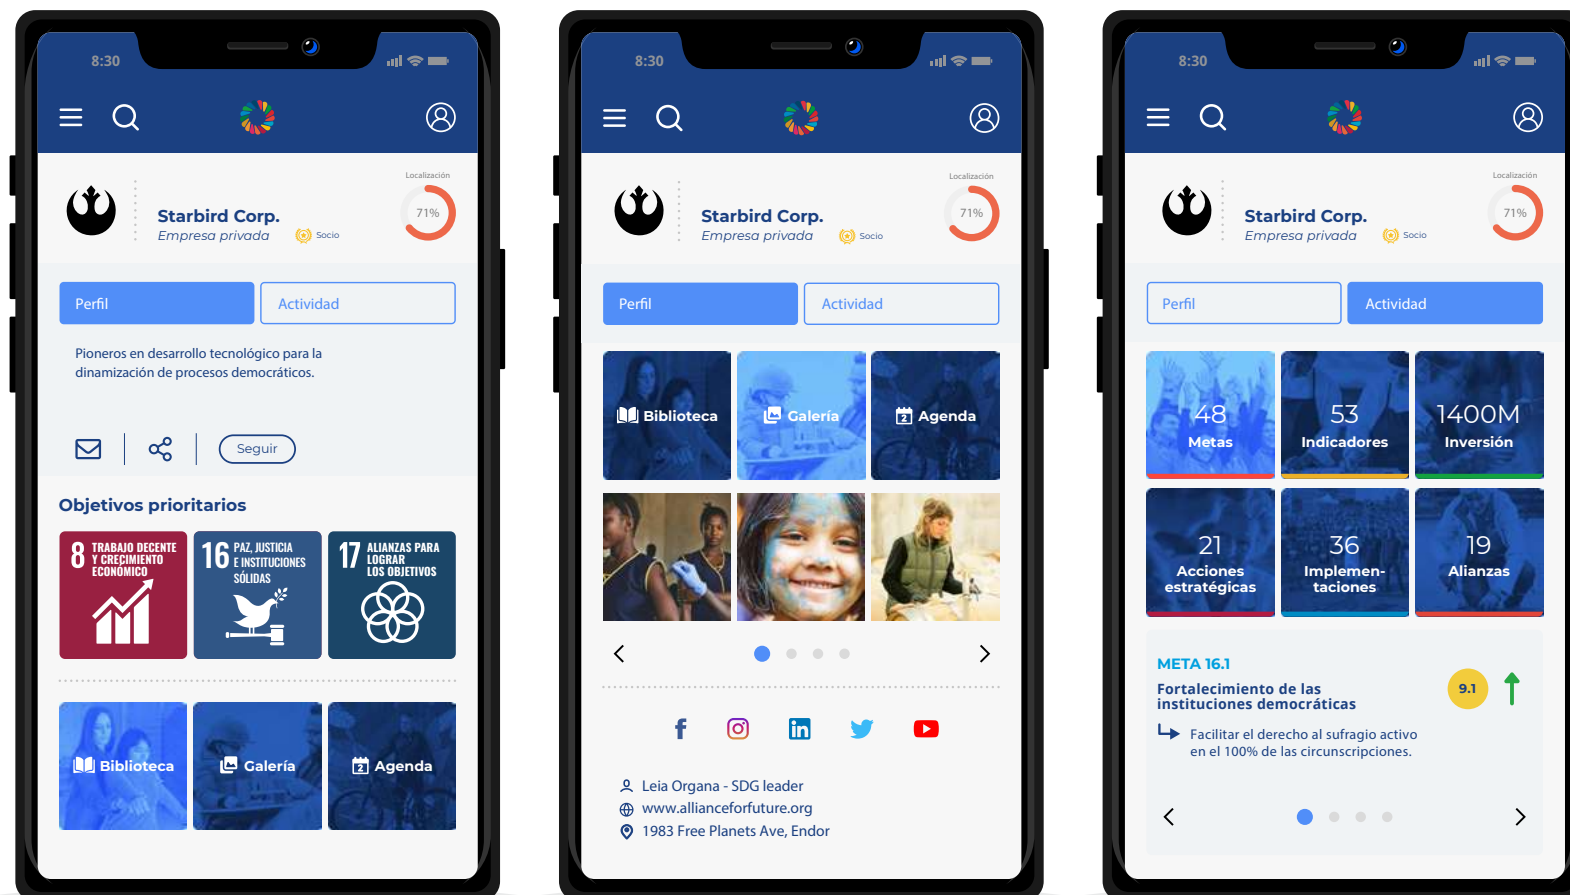 8:30
Localización
71%
Starbird Corp.
Empresa privada
Socio
Perfil
Actividad
Pioneros en desarrollo tecnológico para la
dinamización de procesos democráticos.
Seguir
Objetivos prioritarios
8 TRABAJO DECENTE
Y CRECIMIENTO
ECONÓMICO
16 PAZ, JUSTICIA
E INSTITUCIONES
SÓLIDAS
17 ALIANZAS PARA
LOGRAR
LOS OBJETIVOS
Biblioteca
Galería
2 Agenda
8:30
Localización
71%
Starbird Corp.
Empresa privada
Socio
Perfil
Actividad
Biblioteca
Galería
2 Agenda
f
in
Leia Organa - SDG leader
www.allianceforfuture.org
1983 Free Planets Ave, Endor
8:30
Localización
71%
Starbird Corp.
Empresa privada
Socio
Perfil
Actividad
48
Metas
53
Indicadores
1400M
Inversión
21
Acciones
estratégicas
36
Implemen-
taciones
19
Alianzas
META 16.1
Fortalecimiento de las
instituciones democráticas
9.1
Facilitar el derecho al sufragio activo
en el 100% de las circunscripciones.